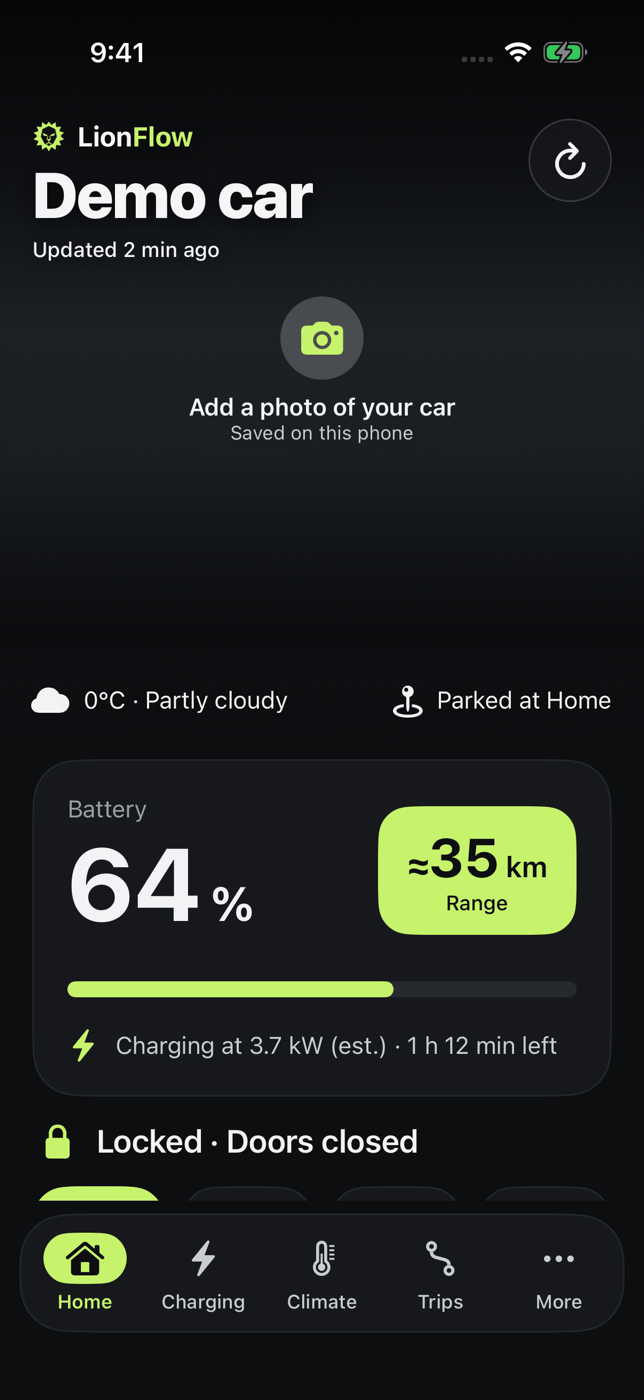 9:41
LionFlow
Demo car
Updated 2 min ago
Add a photo of your car
Saved on this phone
0°C · Partly cloudy
Parked at Home
Battery
64 %
≈35 km
Range
Charging at 3.7 kW (est.) · 1 h 12 min left
Locked · Doors closed
Home
Charging
Climate
Trips
More